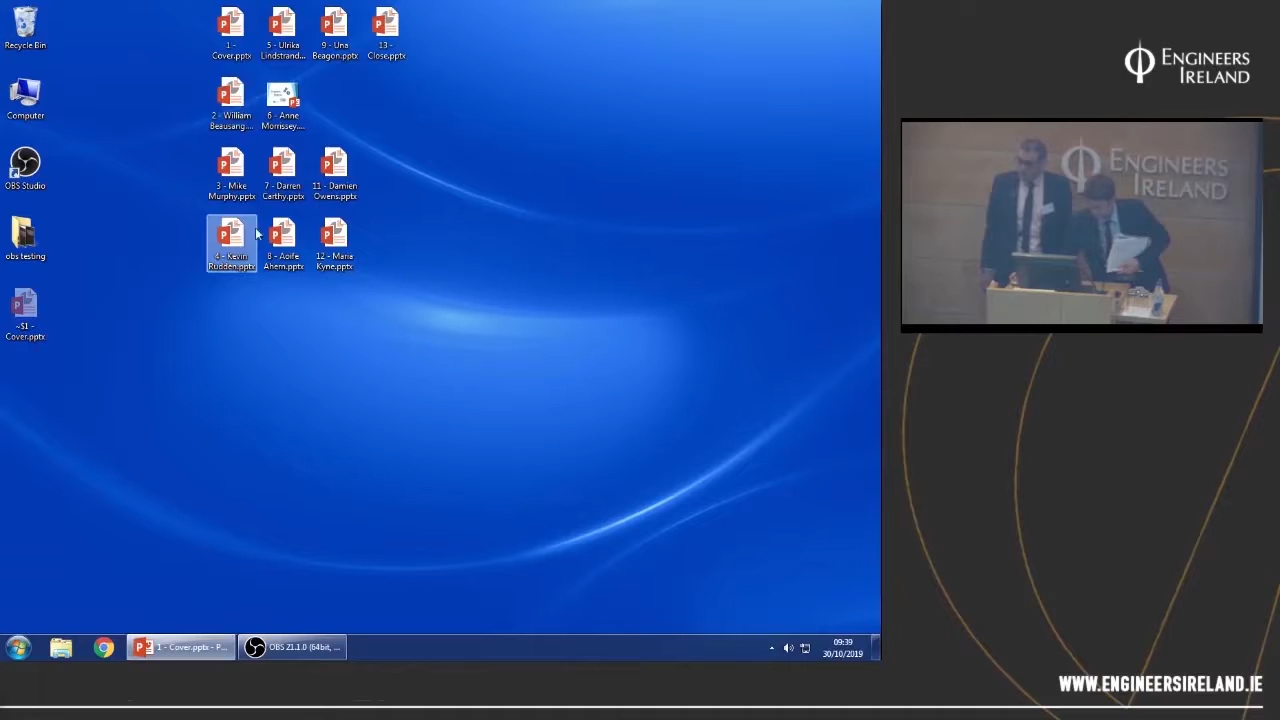 Recycle Bin
Computer
OBS Studio
obs testing
~$1 -
Cover.pptx
1 -
Cover.pptx
5 - Ulrika
Lindstrand...
9 - Una
Beagon.pptx
13 -
Close.pptx
2 - William
Beausang....
6 - Anne
Morrissey....
3 - Mike
Murphy.pptx
7 - Darren
Carthy.pptx
11 - Damien
Owens.pptx
4 - Kevin
Rudden.pptx
8 - Aoife
Ahern.pptx
12 - Maria
Kyne.pptx
1 - Cover.pptx - P...
OBS 21.1.0 (64bit, ...
09:39
30/10/2019
ENGINEERS
IRELAND
ENGINEERS
IRELAND
WWW.ENGINEERSIRELAND.IE